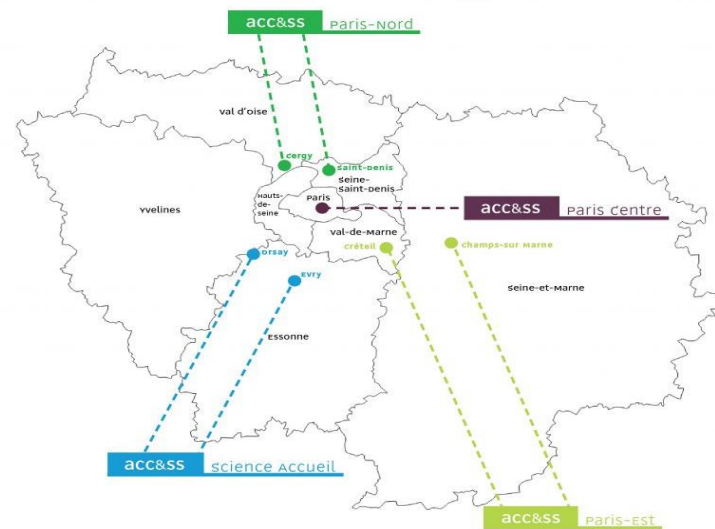 acc&ss Paris-Nord
val d'oise
cergy
saint-Denis
seine-
saint-Denis
Hauts-
de-
seine
Paris
acc&ss Paris Centre
yvelines
val-de-Marne
créteil
champs-sur Marne
orsay
Evry
seine-et-Marne
Essonne
acc&ss science Accueil
acc&ss Paris-Est